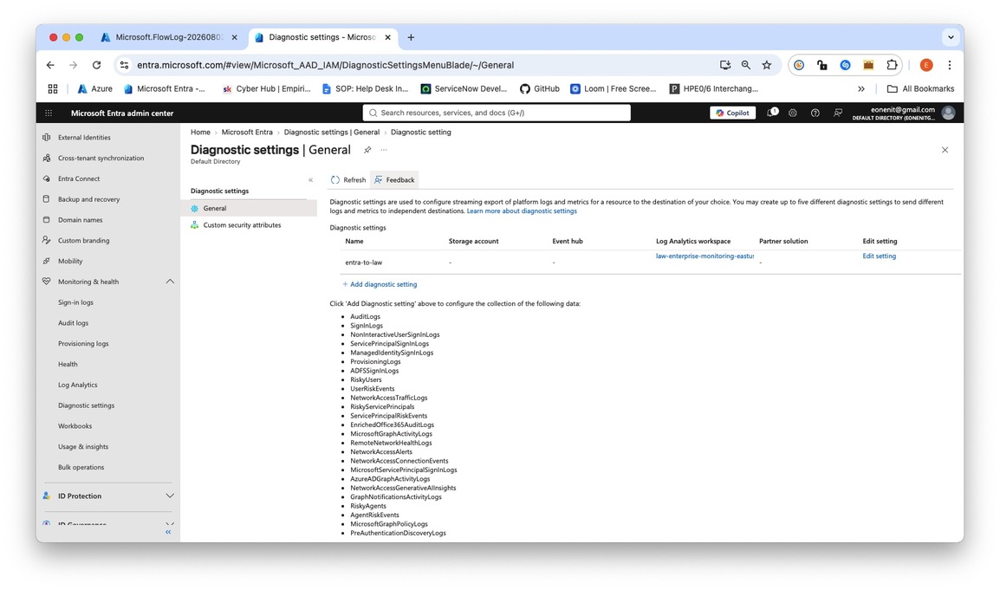 Microsoft.FlowLog-2026080
Diagnostic settings - Micros
entra.microsoft.com/#view/Microsoft_AAD_IAM/DiagnosticSettingsMenuBlade/~/General
E
Azure
Microsoft Entra -...
sk Cyber Hub | Empiri...
SOP: Help Desk In...
ServiceNow Devel...
GitHub
Loom | Free Scree...
P HPE0/6 Interchang...
All Bookmarks
Microsoft Entra admin center
Search resources, services, and docs (G+/)
Copilot
1
eonenit@gmail.com
DEFAULT DIRECTORY (EONENITG...
External Identities
Cross-tenant synchronization
Entra Connect
Backup and recovery
Domain names
Custom branding
Mobility
Monitoring & health
Sign-in logs
Audit logs
Provisioning logs
Health
Log Analytics
Diagnostic settings
Workbooks
Usage & insights
Bulk operations
ID Protection
ID Governance
Home > Microsoft Entra > Diagnostic settings | General > Diagnostic setting
Diagnostic settings | General
Default Directory
Diagnostic settings
General
Custom security attributes
Refresh
Feedback
Diagnostic settings are used to configure streaming export of platform logs and metrics for a resource to the destination of your choice. You may create up to five different diagnostic settings to send different
logs and metrics to independent destinations. Learn more about diagnostic settings
Diagnostic settings
Name Storage account Event hub Log Analytics workspace Partner solution Edit setting
entra-to-law - - law-enterprise-monitoring-eastus - Edit setting
+ Add diagnostic setting
Click 'Add Diagnostic setting' above to configure the collection of the following data:
• AuditLogs
• SignInLogs
• NonInteractiveUserSignInLogs
• ServicePrincipalSignInLogs
• ManagedIdentitySignInLogs
• ProvisioningLogs
• ADFSSignInLogs
• RiskyUsers
• UserRiskEvents
• NetworkAccessTrafficLogs
• RiskyServicePrincipals
• ServicePrincipalRiskEvents
• EnrichedOffice365AuditLogs
• MicrosoftGraphActivityLogs
• RemoteNetworkHealthLogs
• NetworkAccessAlerts
• NetworkAccessConnectionEvents
• MicrosoftServicePrincipalSignInLogs
• AzureADGraphActivityLogs
• NetworkAccessGenerativeAIInsights
• GraphNotificationsActivityLogs
• RiskyAgents
• AgentRiskEvents
• MicrosoftGraphPolicyLogs
• PreAuthenticationDiscoveryLogs